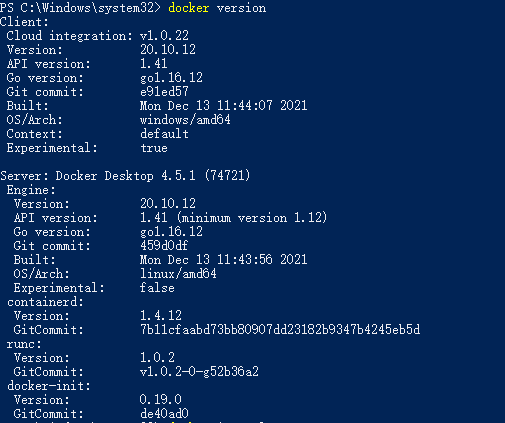 PS C:\Windows\system32> docker version
Client:
Cloud integration: v1.0.22
Version: 20.10.12
API version: 1.41
Go version: go1.16.12
Git commit: e91ed57
Built: Mon Dec 13 11:44:07 2021
OS/Arch: windows/amd64
Context: default
Experimental: true
Server: Docker Desktop 4.5.1 (74721)
Engine:
Version: 20.10.12
API version: 1.41 (minimum version 1.12)
Go version: go1.16.12
Git commit: 459d0df
Built: Mon Dec 13 11:43:56 2021
OS/Arch: linux/amd64
Experimental: false
containerd:
Version: 1.4.12
GitCommit: 7b11cfaabd73bb80907dd23182b9347b4245eb5d
runc:
Version: 1.0.2
GitCommit: v1.0.2-0-g52b36a2
docker-init:
Version: 0.19.0
GitCommit: de40ad0